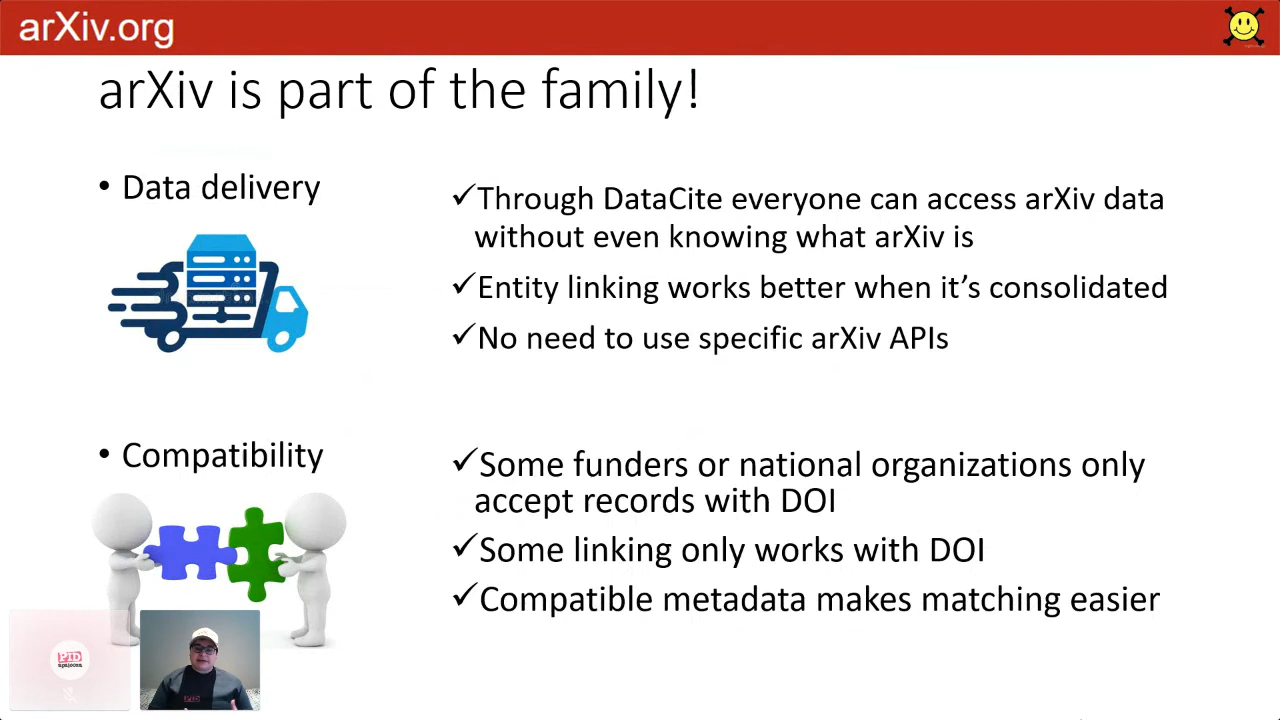 arXiv.org
arXiv is part of the family!
• Data delivery
✓Through DataCite everyone can access arXiv data
without even knowing what arXiv is
✓Entity linking works better when it’s consolidated
✓No need to use specific arXiv APIs
• Compatibility
✓Some funders or national organizations only
accept records with DOI
✓Some linking only works with DOI
✓Compatible metadata makes matching easier
PID
apalooza
PID